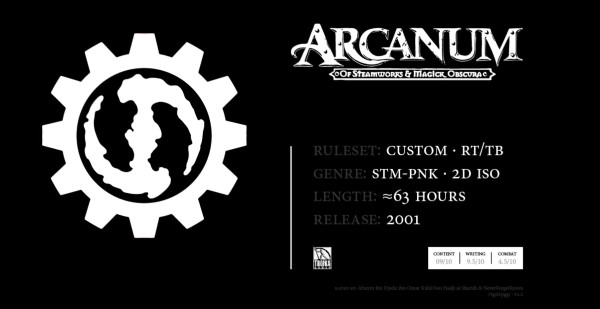 ARCANUM
OF STEAMWORKS & MAGICK OBSCURA
RULESET: CUSTOM · RT/TB
GENRE: STM-PNK · 2D ISO
LENGTH: ≈63 HOURS
RELEASE: 2001
TROIKA
CONTENT WRITING COMBAT
09/10 9.5/10 4.5/10